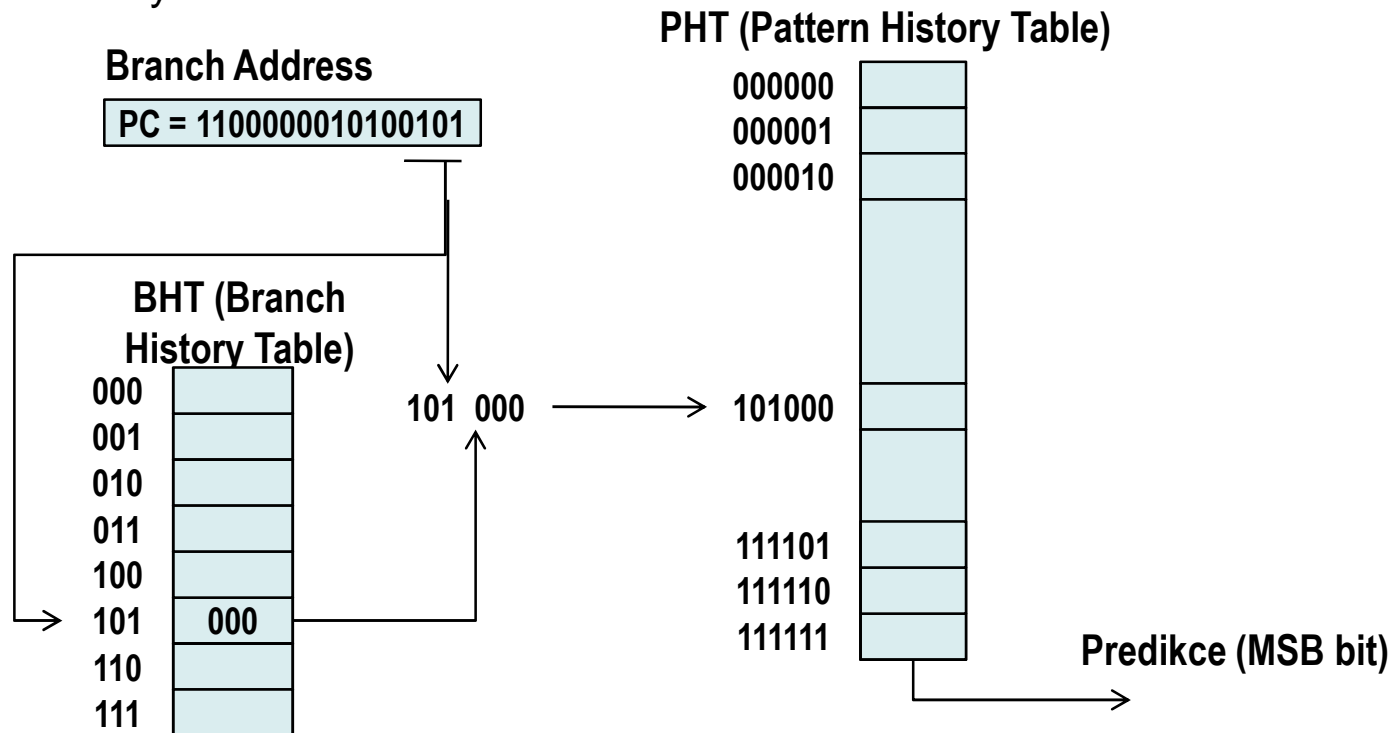 PHT (Pattern History Table)
Branch Address
PC = 1100000010100101
000000
000001
000010
BHT (Branch
History Table)
000
001
010
011
100
101 000
110
111
101 000
101000
111101
111110
111111
Predikce (MSB bit)